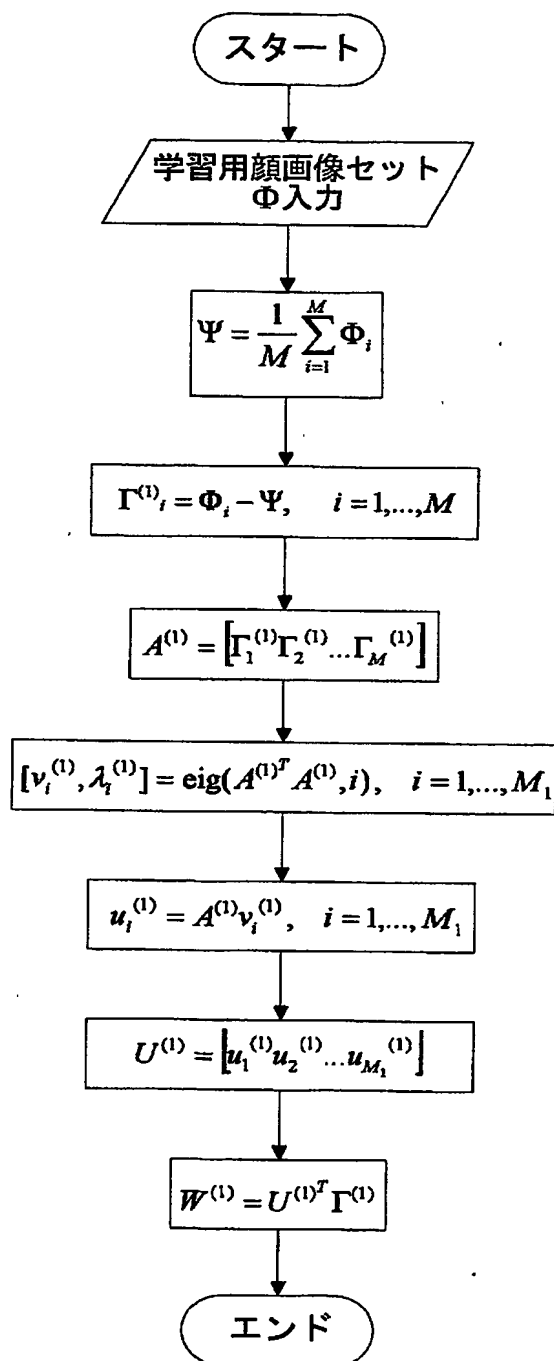 スタート
学習用顔画像セット
Φ入力
Ψ = \frac{1}{M} \sum_{i=1}^{M} Φ_i
Γ^{(1)}_i = Φ_i − Ψ, i = 1,...,M
A^{(1)} = [Γ_1^{(1)} Γ_2^{(1)} ... Γ_M^{(1)}]
[v_i^{(1)}, λ_i^{(1)}] = eig(A^{(1)^T} A^{(1)}, i), i = 1,...,M_1
u_i^{(1)} = A^{(1)} v_i^{(1)}, i = 1,...,M_1
U^{(1)} = [u_1^{(1)} u_2^{(1)} ... u_{M_1}^{(1)}]
W^{(1)} = U^{(1)^T} Γ^{(1)}
エンド